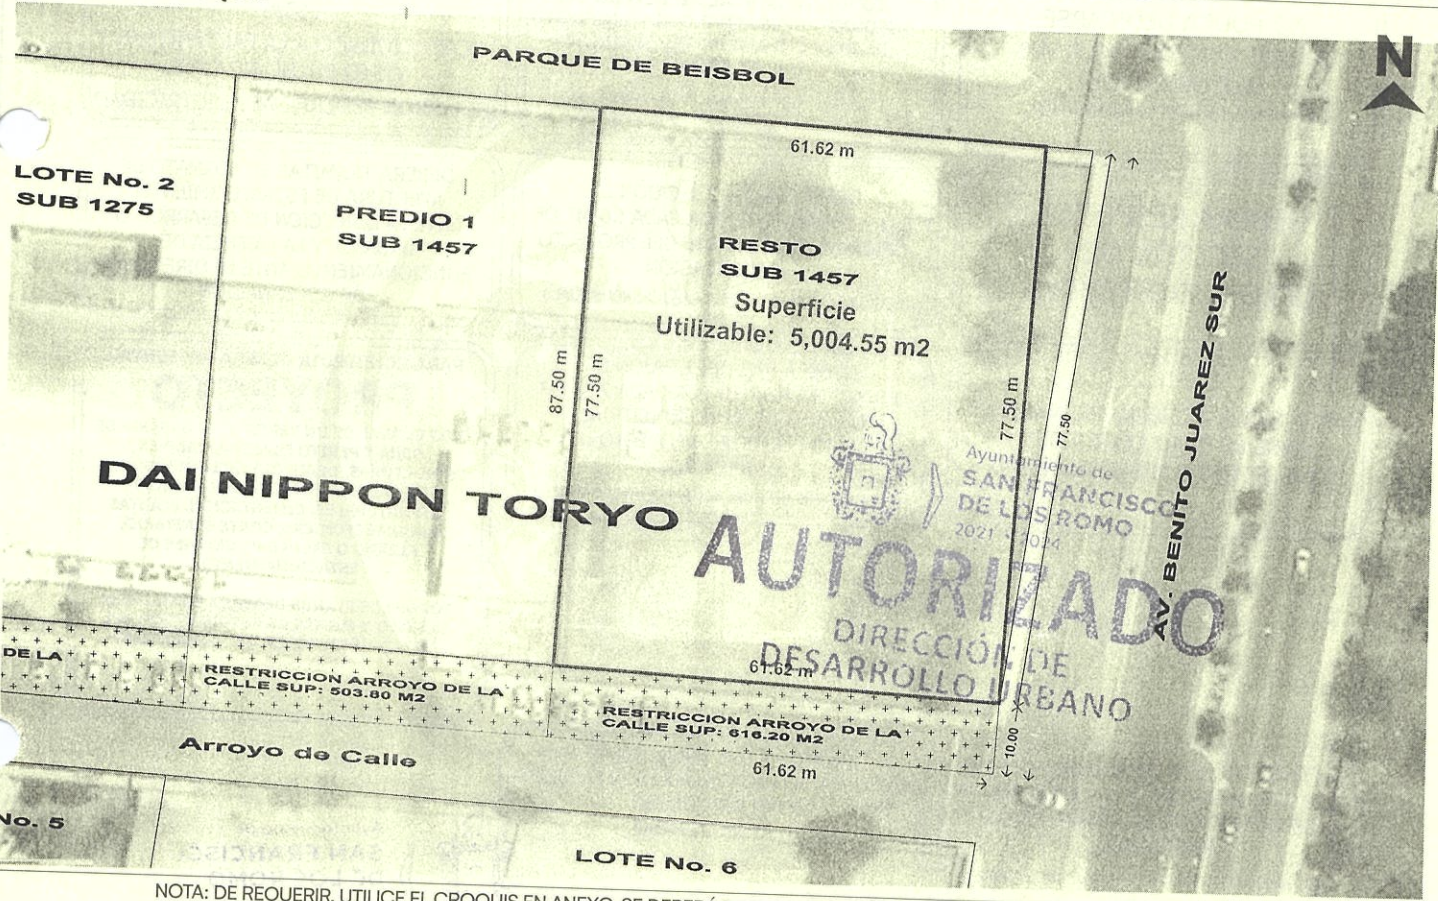 PARQUE DE BEISBOL
N
61.62 m
LOTE No. 2
SUB 1275
PREDIO 1
SUB 1457
RESTO
SUB 1457
Superficie
Utilizable: 5,004.55 m2
87.50 m
77.50 m
77.50 m
77.50
AV. BENITO JUAREZ SUR
DAI NIPPON TORYO
Ayuntamiento de
SAN FRANCISCO
DE LOS ROMO
2021 - 2024
AUTORIZADO
DIRECCIÓN DE
DESARROLLO URBANO
61.62 m
DE LA
RESTRICCION ARROYO DE LA
CALLE SUP: 503.80 M2
RESTRICCION ARROYO DE LA
CALLE SUP: 616.20 M2
10.00
Arroyo de Calle
61.62 m
No. 5
LOTE No. 6
NOTA: DE REQUERIR, UTILICE EL CROQUIS EN ANEXO